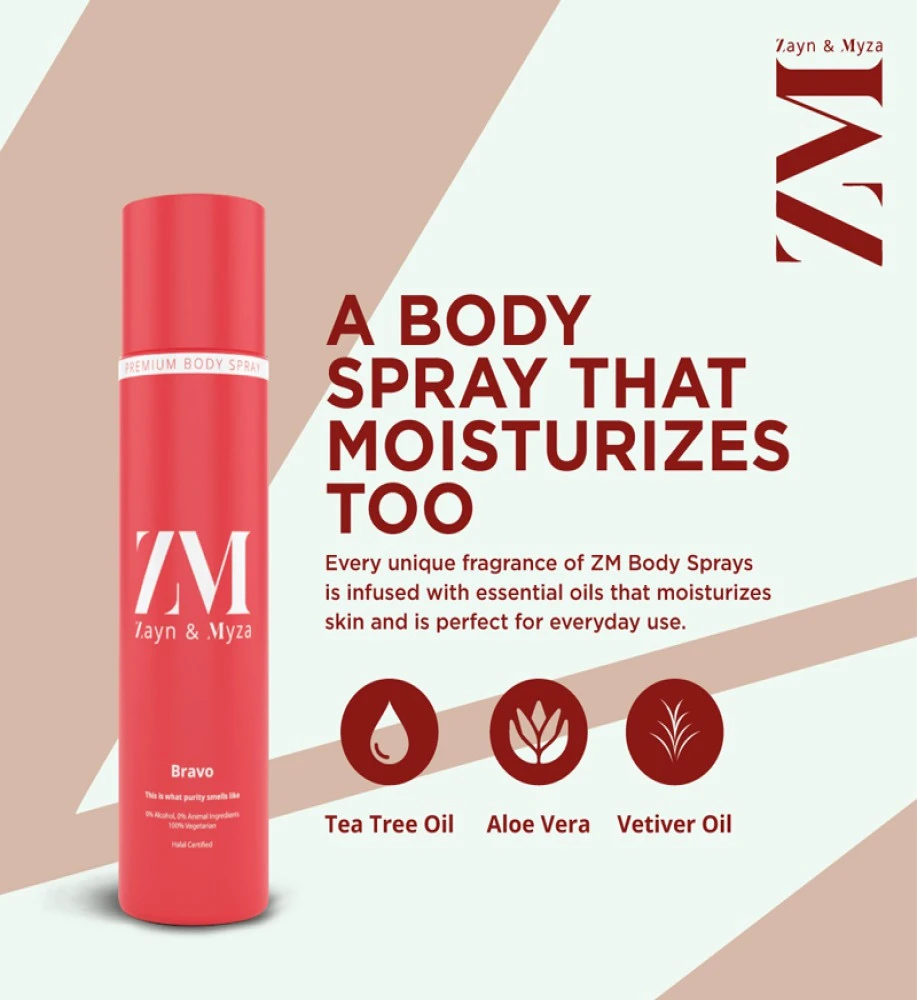 Zayn & Myza
ZM
A BODY
SPRAY THAT
MOISTURIZES
TOO
Every unique fragrance of ZM Body Sprays
is infused with essential oils that moisturizes
skin and is perfect for everyday use.
Tea Tree Oil Aloe Vera Vetiver Oil
PREMIUM BODY SPRAY
ZM
Zayn & Myza
Bravo
This is what purity smells like
0% Alcohol, 0% Animal Ingredients
100% Vegetarian
Halal Certified